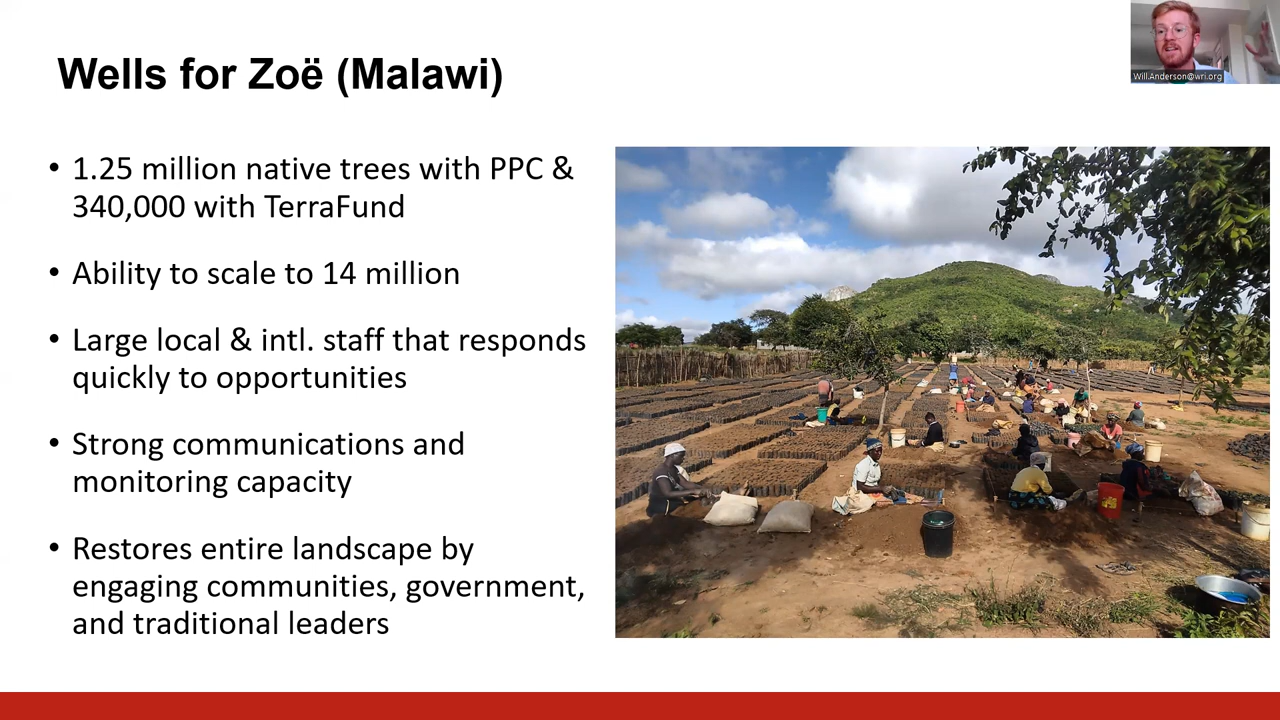 Wells for Zoë (Malawi)
Will.Anderson@wri.org
• 1.25 million native trees with PPC &
340,000 with TerraFund
• Ability to scale to 14 million
• Large local & intl. staff that responds
quickly to opportunities
• Strong communications and
monitoring capacity
• Restores entire landscape by
engaging communities, government,
and traditional leaders